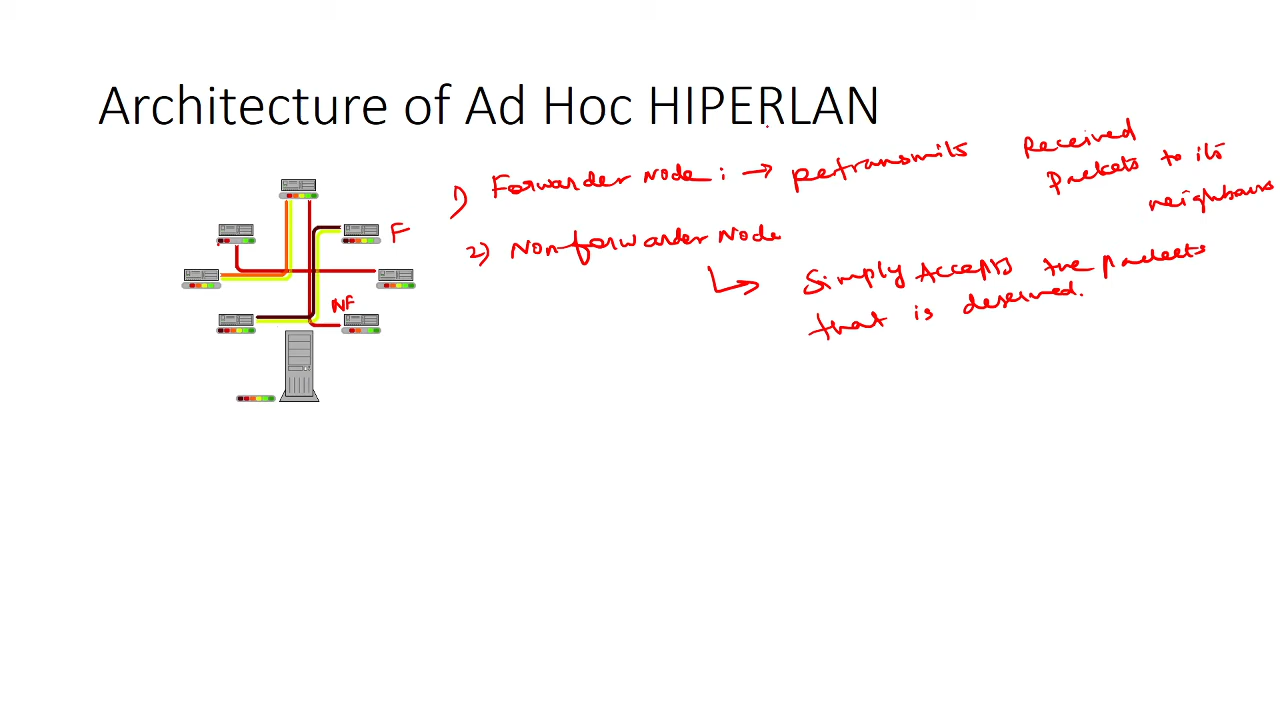 Architecture of Ad Hoc HIPERLAN
1) Forwarder Node : → Retransmits Received
Packets to its
neighbours
F
2) Nonforwarder Node
Simply Accepts the packets
that is deserved.
NF